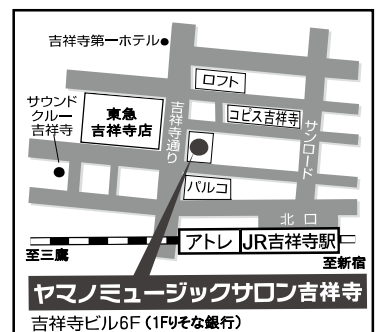 吉祥寺第一ホテル
ロフト
サウンド
クルー
吉祥寺
東急
吉祥寺店
吉祥寺通り
コピス吉祥寺
サンロード
パルコ
北口
アトレ
JR吉祥寺駅
至三鷹
至新宿
ヤマノミュージックサロン吉祥寺
吉祥寺ビル6F(1Fりそな銀行)